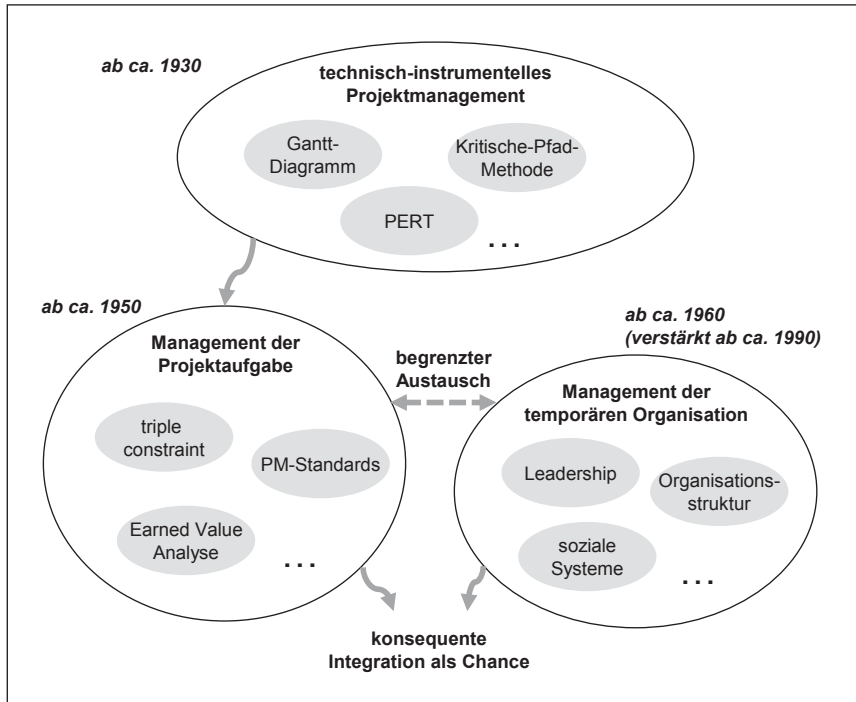 ab ca. 1930
technisch-instrumentelles
Projektmanagement
Gantt-
Diagramm
Kritische-Pfad-
Methode
PERT
...
ab ca. 1950
Management der
Projektaufgabe
triple
constraint
PM-Standards
Earned Value
Analyse
...
begrenzter
Austausch
ab ca. 1960
(verstärkt ab ca. 1990)
Management der
temporären Organisation
Leadership
Organisations-
struktur
soziale
Systeme
...
konsequente
Integration als Chance